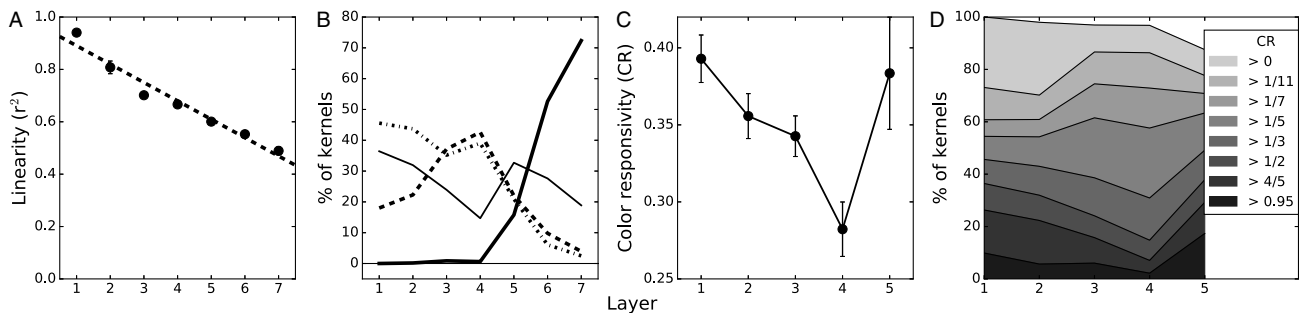 A
Linearity (r²)
1.0
0.8
0.6
0.4
0.2
0.0
1 2 3 4 5 6 7
B
% of kernels
80
70
60
50
40
30
20
10
0
1 2 3 4 5 6 7
C
Color responsivity (CR)
0.40
0.35
0.30
0.25
1 2 3 4 5
D
% of kernels
100
80
60
40
20
0
1 2 3 4 5
CR
> 0
> 1/11
> 1/7
> 1/5
> 1/3
> 1/2
> 4/5
> 0.95
Layer